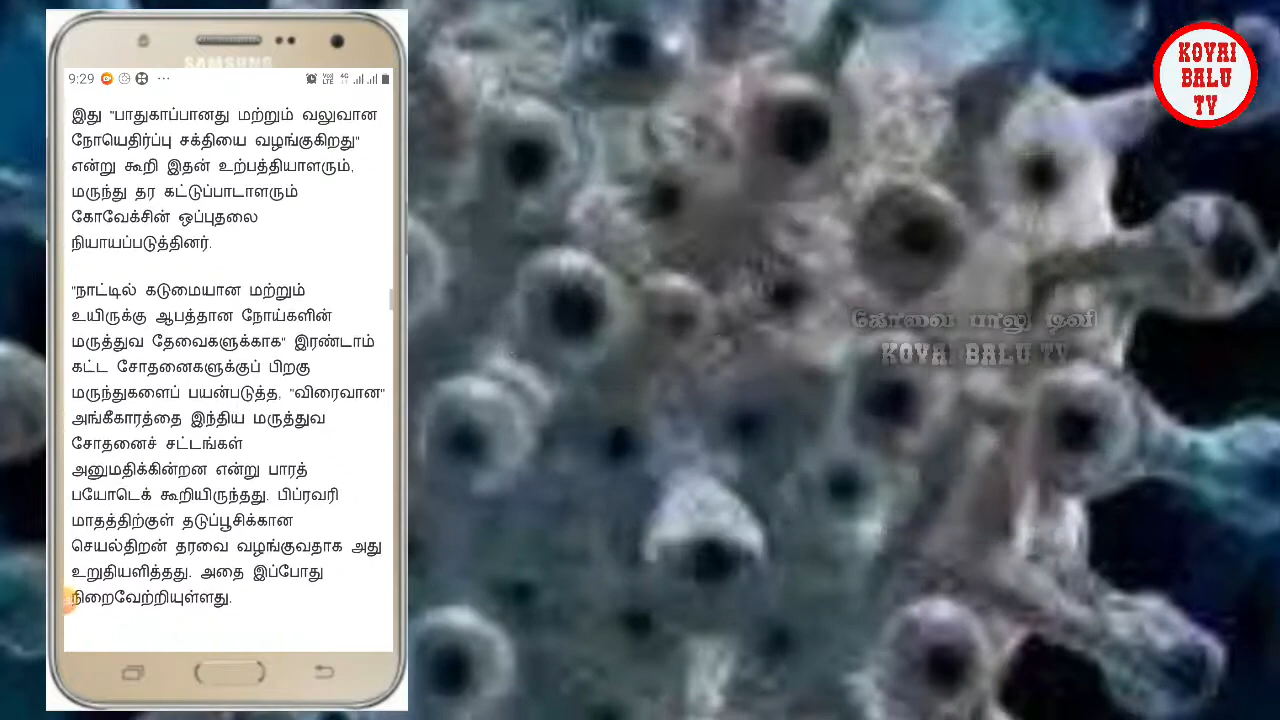 KOVAI
BALU
TV
SAMSUNG
9:29
இது "பாதுகாப்பானது மற்றும் வலுவான
நோயெதிர்ப்பு சக்தியை வழங்குகிறது"
என்று கூறி இதன் உற்பத்தியாளரும்,
மருந்து தர கட்டுப்பாடாளரும்
கோவேக்சின் ஒப்புதலை
நியாயப்படுத்தினர்.
"நாட்டில் கடுமையான மற்றும்
உயிருக்கு ஆபத்தான நோய்களின்
மருத்துவ தேவைகளுக்காக" இரண்டாம்
கட்ட சோதனைகளுக்குப் பிறகு
மருந்துகளைப் பயன்படுத்த, "விரைவான"
அங்கீகாரத்தை இந்திய மருத்துவ
சோதனைச் சட்டங்கள்
அனுமதிக்கின்றன என்று பாரத்
பயோடெக் கூறியிருந்தது. பிப்ரவரி
மாதத்திற்குள் தடுப்பூசிக்கான
செயல்திறன் தரவை வழங்குவதாக அது
உறுதியளித்தது. அதை இப்போது
நிறைவேற்றியுள்ளது.
கோவை பாலு டிவி
KOVAI BALU TV